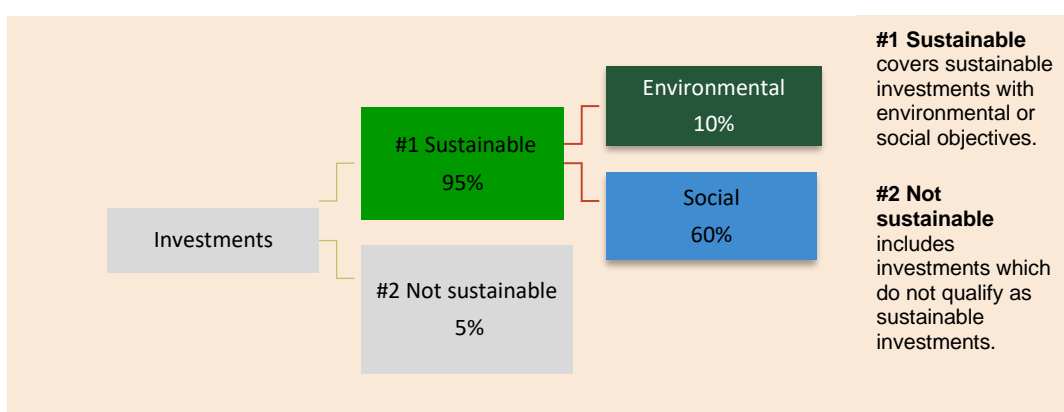 Investments
#1 Sustainable
95%
#2 Not sustainable
5%
Environmental
10%
Social
60%
#1 Sustainable
covers sustainable
investments with
environmental or
social objectives.
#2 Not
sustainable
includes
investments which
do not qualify as
sustainable
investments.